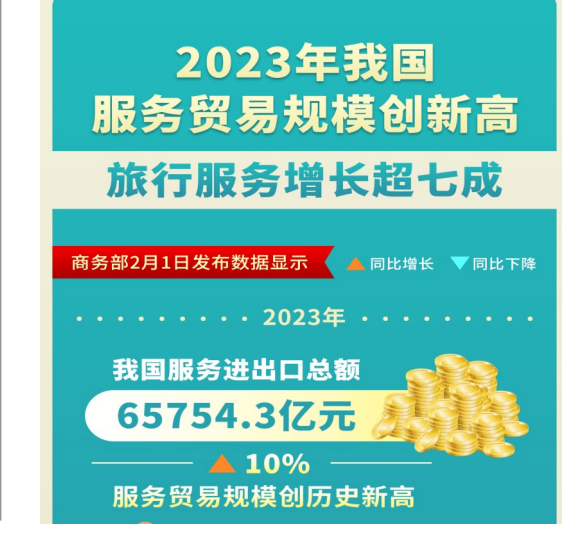 2023年我国
服务贸易规模创新高
旅行服务增长超七成
商务部2月1日发布数据显示 同比增长 同比下降
2023年
我国服务进出口总额
65754.3亿元
10%
服务贸易规模创历史新高